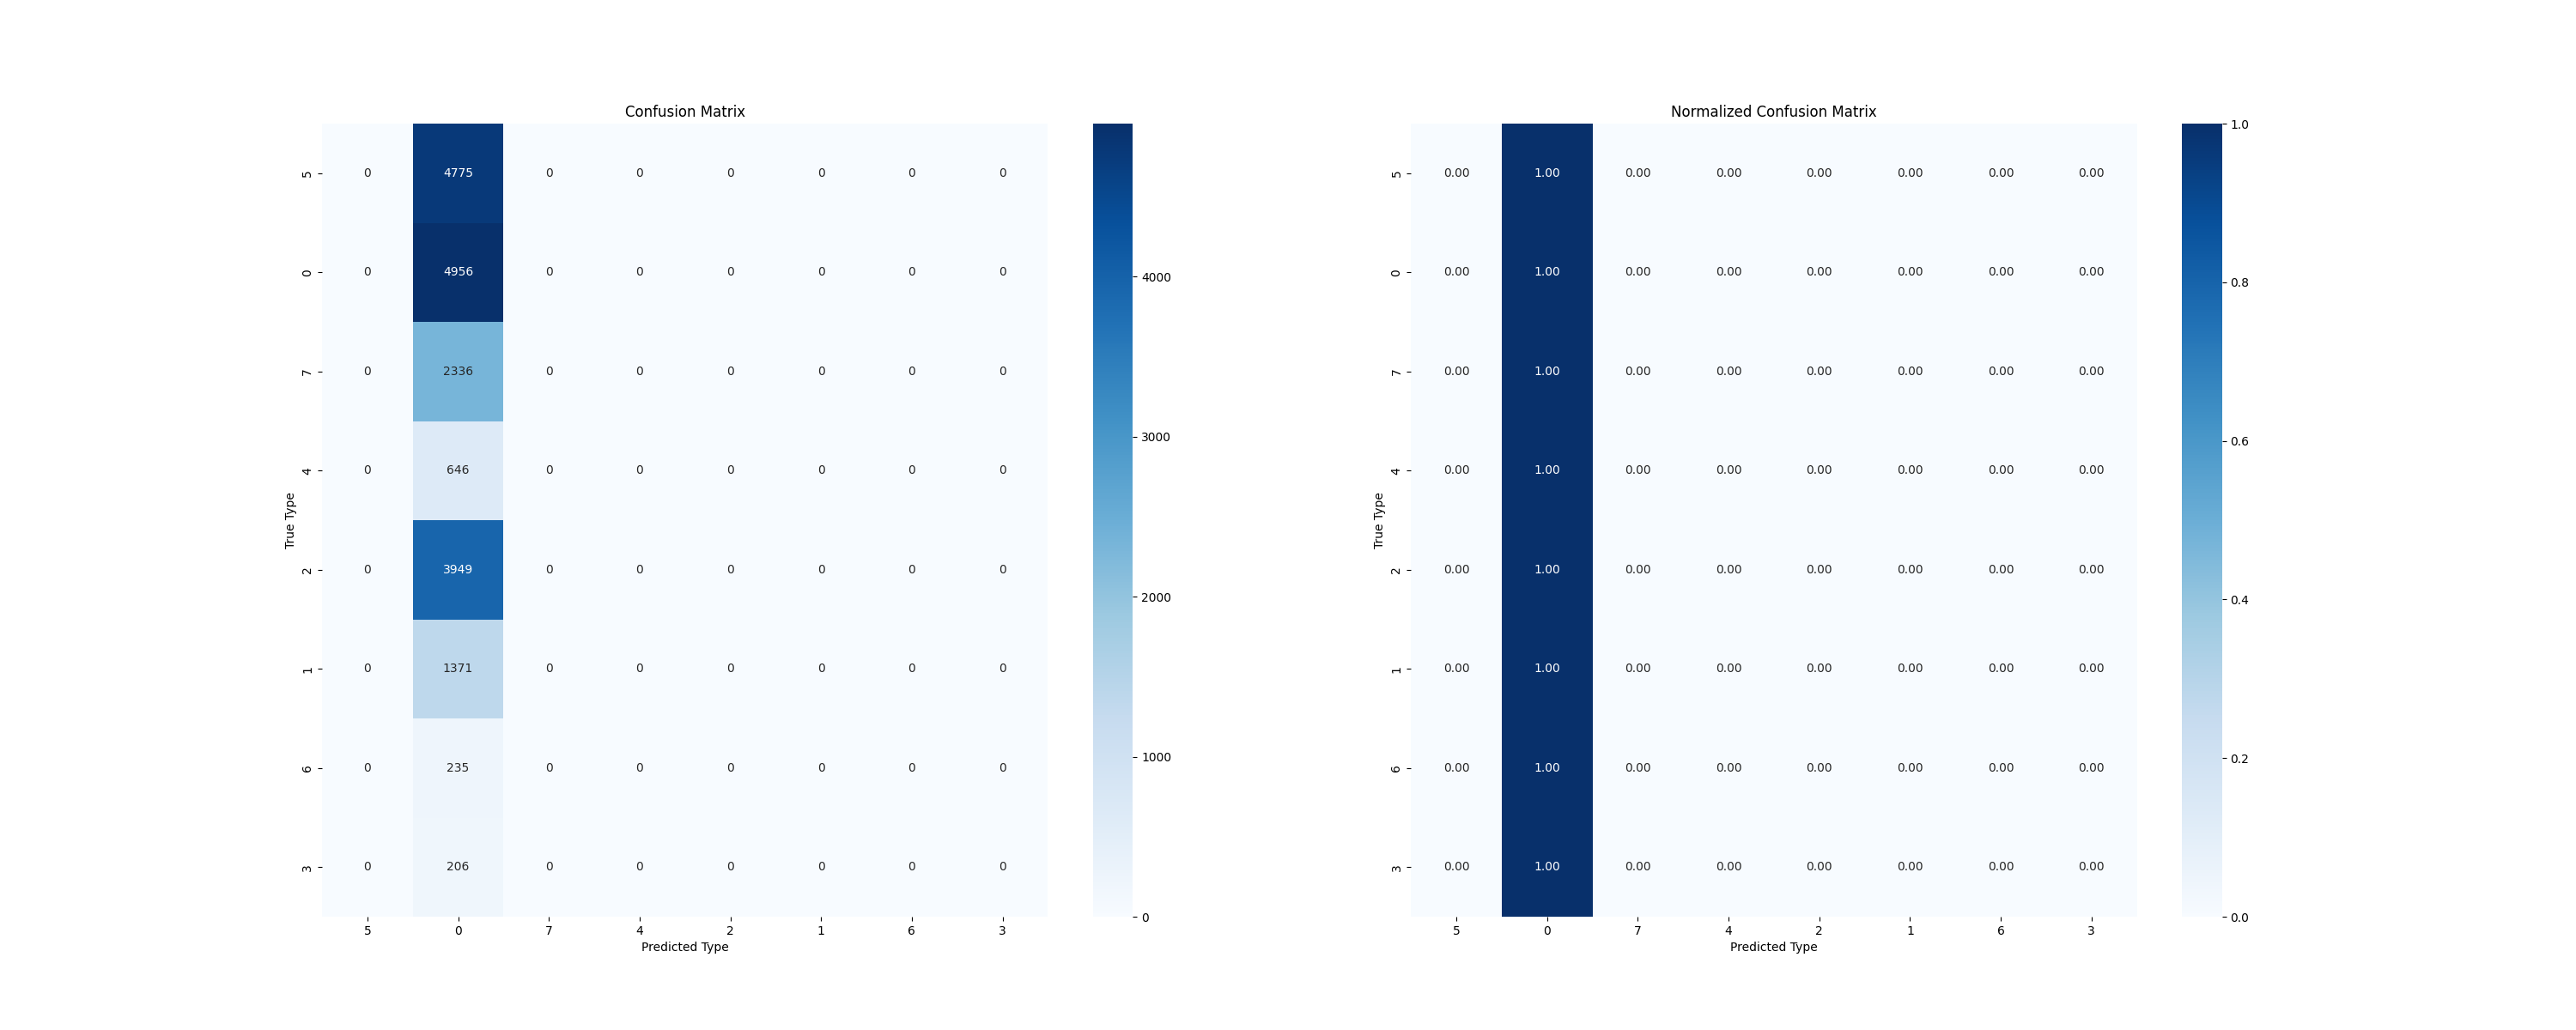 Confusion Matrix
5 0 4775 0 0 0 0 0 0
0 0 4956 0 0 0 0 0 0
7 0 2336 0 0 0 0 0 0
4 0 646 0 0 0 0 0 0
2 0 3949 0 0 0 0 0 0
1 0 1371 0 0 0 0 0 0
6 0 235 0 0 0 0 0 0
3 0 206 0 0 0 0 0 0
5 0 7 4 2 1 6 3
True Type
Predicted Type
4000
3000
2000
1000
0
Normalized Confusion Matrix
5 0.00 1.00 0.00 0.00 0.00 0.00 0.00 0.00
0 0.00 1.00 0.00 0.00 0.00 0.00 0.00 0.00
7 0.00 1.00 0.00 0.00 0.00 0.00 0.00 0.00
4 0.00 1.00 0.00 0.00 0.00 0.00 0.00 0.00
2 0.00 1.00 0.00 0.00 0.00 0.00 0.00 0.00
1 0.00 1.00 0.00 0.00 0.00 0.00 0.00 0.00
6 0.00 1.00 0.00 0.00 0.00 0.00 0.00 0.00
3 0.00 1.00 0.00 0.00 0.00 0.00 0.00 0.00
5 0 7 4 2 1 6 3
True Type
Predicted Type
1.0
0.8
0.6
0.4
0.2
0.0